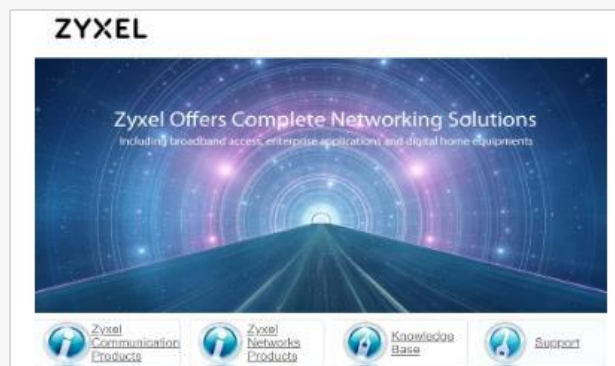 ZYXEL
Zyxel Offers Complete Networking Solutions
Including broadband access, enterprise applications and digital home equipments
Zyxel
Communication
Products
Zyxel
Networks
Products
Knowledge
Base
Support